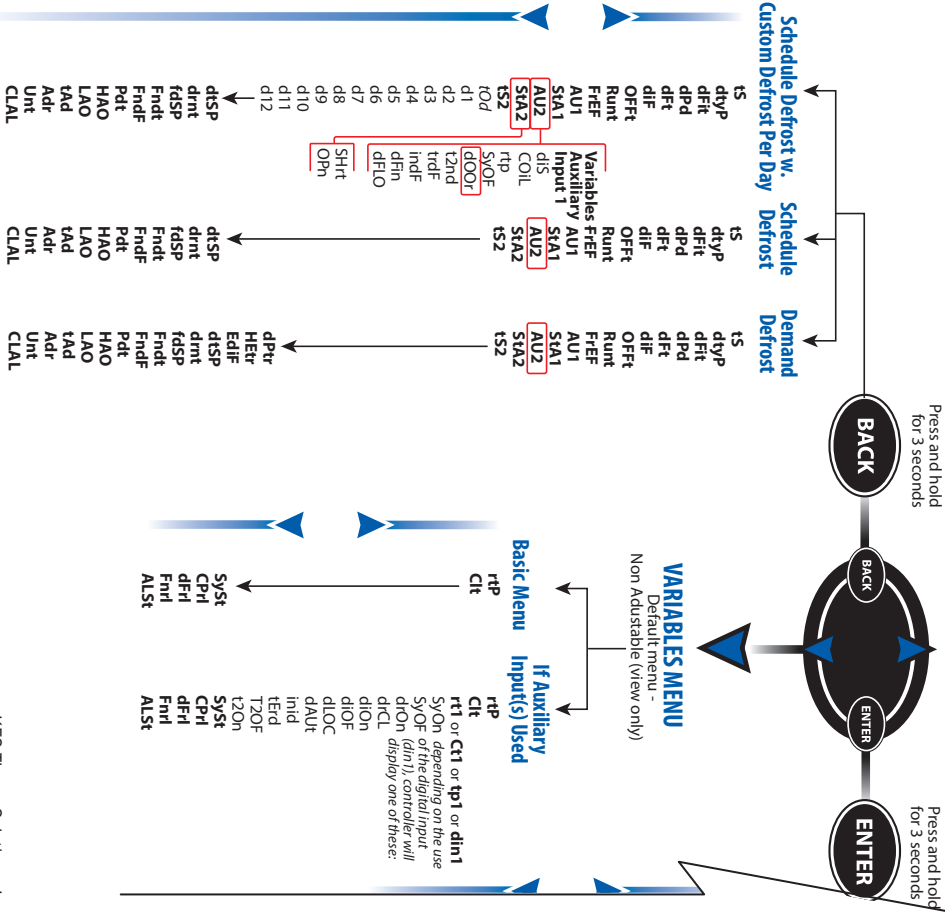 Press and hold
for 3 seconds
BACK
BACK
ENTER
Press and hold
for 3 seconds
ENTER
Schedule Defrost w.
Custom Defrost Per Day
tS
dtyP
dFit
dPd
dFt
diF
OFFt
Runt
FrEF
AU1
StA1
AU2
StA2
tS2
tOd
d1
d2
d3
d4
d5
d6
d7
d8
d9
d10
d11
d12
dtSP
drnt
fdSP
Fndt
FndF
Pdt
HAO
LAO
tAd
Adr
Unt
CLAL
Variables
Auxiliary
Input 1
diS
COiL
rtp
SyOF
dOOr
t2nd
trdF
indF
dFin
dFLO
SHrt
OPn
Schedule
Defrost
tS
dtyP
dFit
dPd
dFt
diF
OFFt
Runt
FrEF
AU1
StA1
AU2
StA2
tS2
dtSP
drnt
fdSP
Fndt
FndF
Pdt
HAO
LAO
tAd
Adr
Unt
CLAL
Demand
Defrost
tS
dtyP
dFit
dPd
dFt
diF
OFFt
Runt
FrEF
AU1
StA1
AU2
StA2
tS2
dPtr
HEtr
EdiF
dtSP
drnt
fdSP
Fndt
FndF
Pdt
HAO
LAO
tAd
Adr
Unt
CLAL
VARIABLES MENU
Default menu -
Non Adustable (view only)
Basic Menu
rtP
Clt
SySt
CPrl
dFrl
Fnrl
ALSt
If Auxiliary
Input(s) Used
rtP
Clt
rt1 or Ct1 or tp1 or din1
SyOn depending on the use
SyOF of the digital input
drOn (din1), controller will
drCL display one of these:
dIOn
dIOF
dLOC
dAUt
inid
tErd
T2OF
t2On
SySt
CPrl
dFrl
Fnrl
ALSt